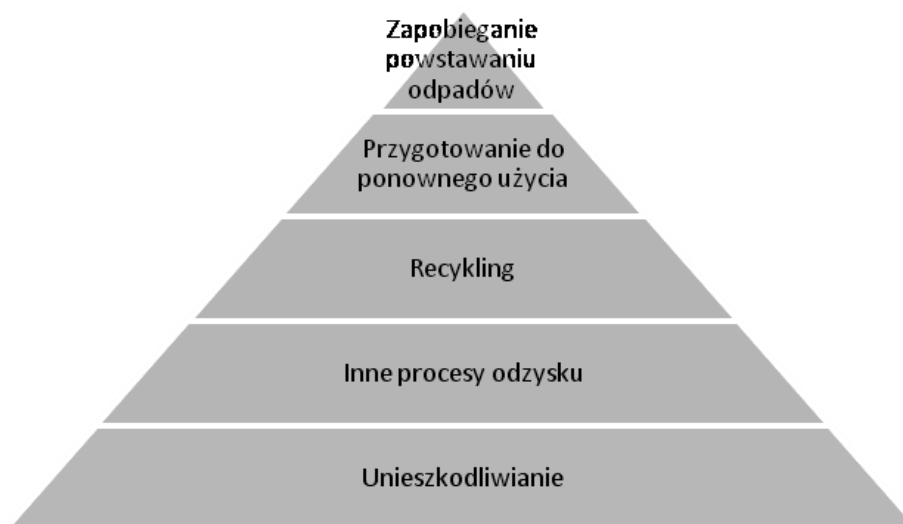 Zapobieganie
powstawaniu
odpadów
Przygotowanie do
ponownego użycia
Recykling
Inne procesy odzysku
Unieszkodliwianie